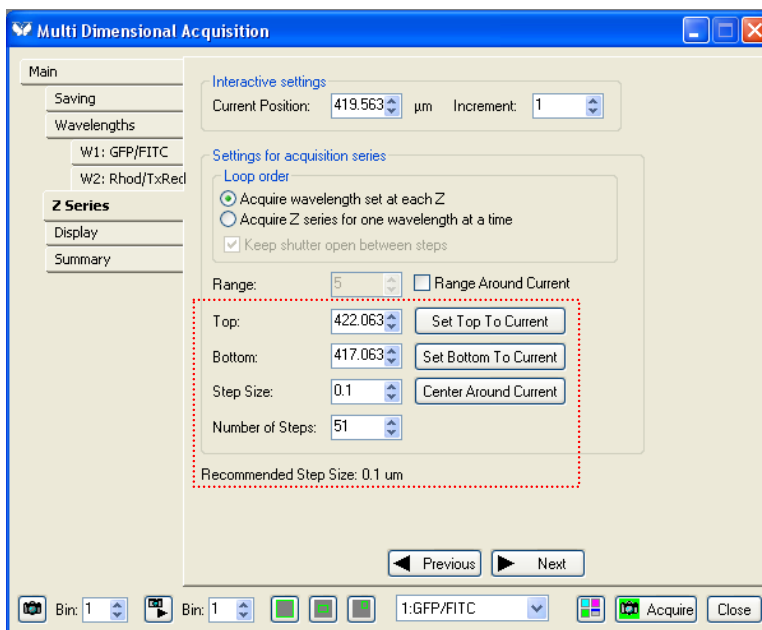 Multi Dimensional Acquisition
Main
Saving
Wavelengths
W1: GFP/FITC
W2: Rhod/TxRed
Z Series
Display
Summary
Interactive settings
Current Position: 419.563 µm Increment: 1
Settings for acquisition series
Loop order
Acquire wavelength set at each Z
Acquire Z series for one wavelength at a time
Keep shutter open between steps
Range: 5 Range Around Current
Top: 422.063 Set Top To Current
Bottom: 417.063 Set Bottom To Current
Step Size: 0.1 Center Around Current
Number of Steps: 51
Recommended Step Size: 0.1 um
Previous Next
Bin: 1 Bin: 1 1:GFP/FITC Acquire Close